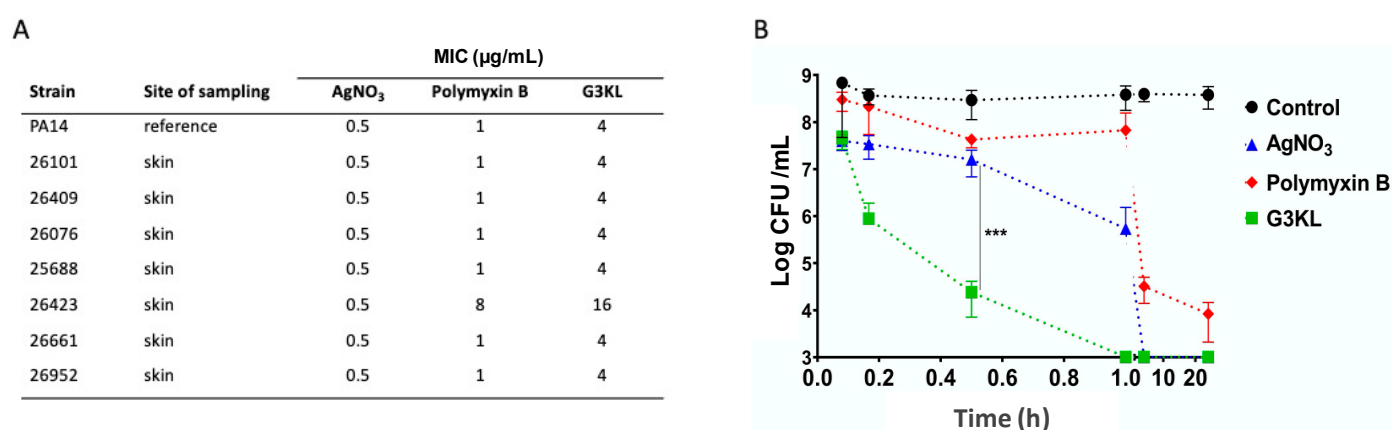 A
MIC (µg/mL)
Strain Site of sampling AgNO₃ Polymyxin B G3KL
PA14 reference 0.5 1 4
26101 skin 0.5 1 4
26409 skin 0.5 1 4
26076 skin 0.5 1 4
25688 skin 0.5 1 4
26423 skin 0.5 8 16
26661 skin 0.5 1 4
26952 skin 0.5 1 4
B
Log CFU /mL
9
8
7
6
5
4
3
0.0 0.2 0.4 0.6 0.8 1.0 10 20
Time (h)
***
Control
AgNO₃
Polymyxin B
G3KL